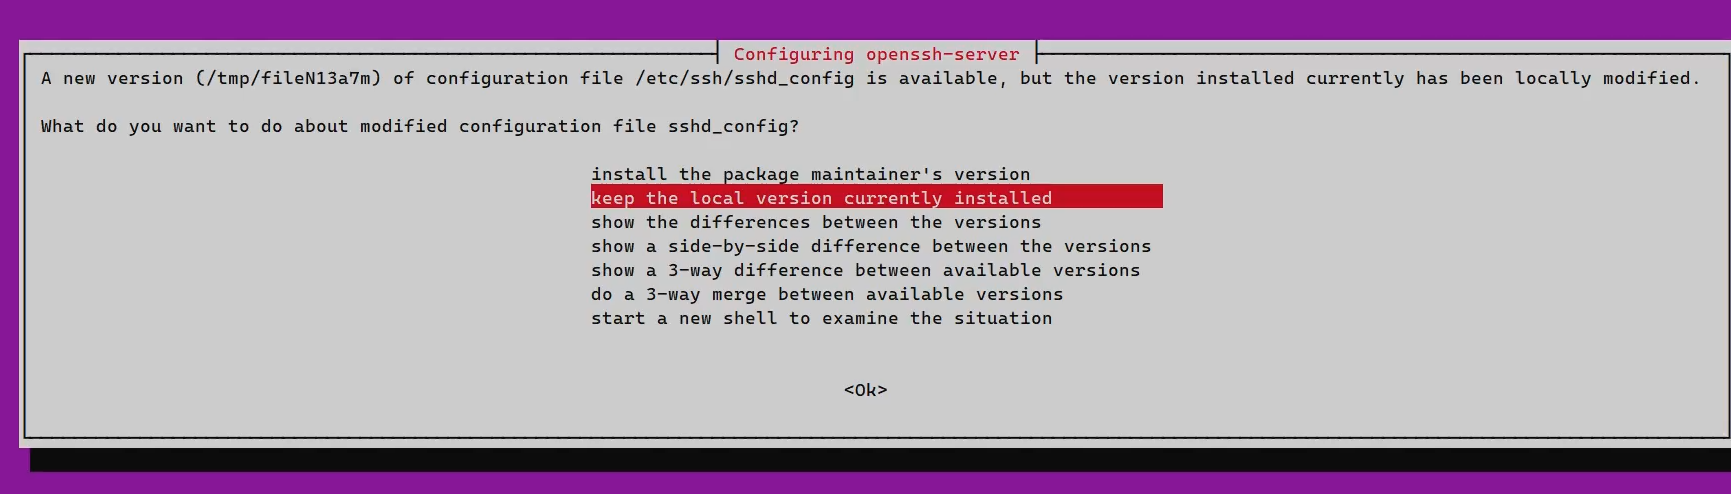 Configuring openssh-server
A new version (/tmp/fileN13a7m) of configuration file /etc/ssh/sshd_config is available, but the version installed currently has been locally modified.
What do you want to do about modified configuration file sshd_config?
install the package maintainer's version
keep the local version currently installed
show the differences between the versions
show a side-by-side difference between the versions
show a 3-way difference between available versions
do a 3-way merge between available versions
start a new shell to examine the situation
<Ok>